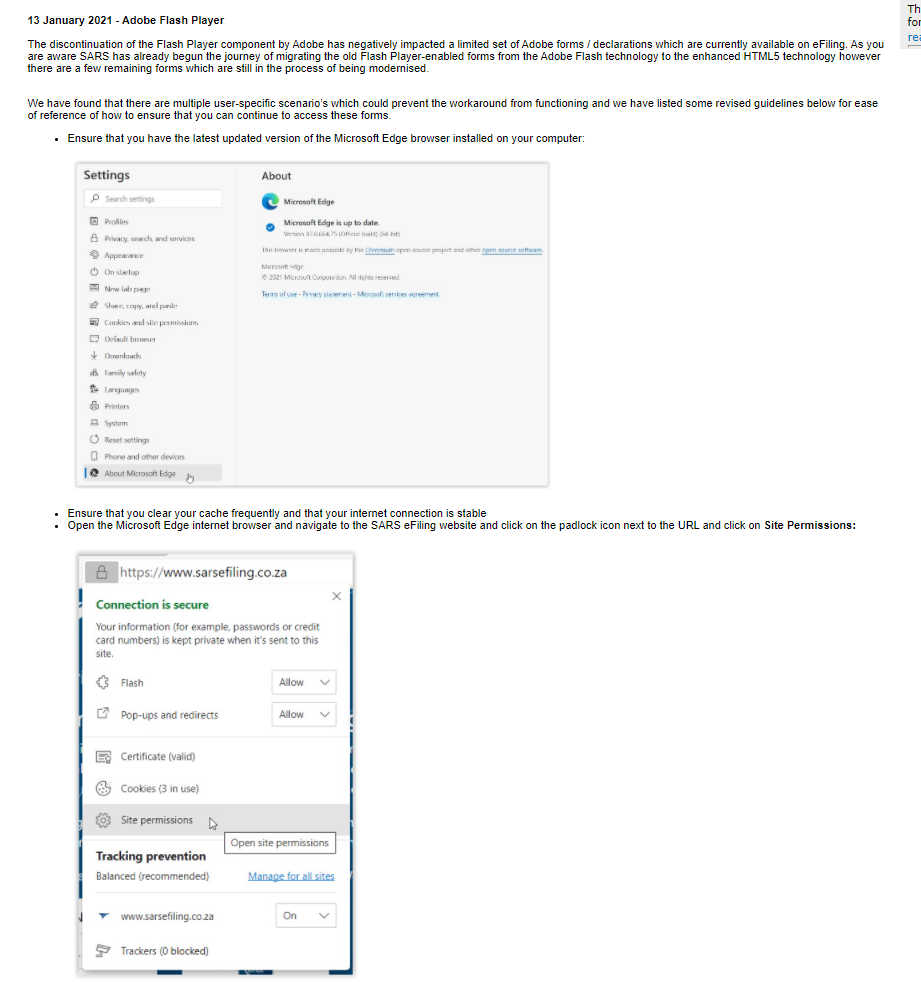 13 January 2021 - Adobe Flash Player
Th
for
rea
The discontinuation of the Flash Player component by Adobe has negatively impacted a limited set of Adobe forms / declarations which are currently available on eFiling. As you
are aware SARS has already begun the journey of migrating the old Flash Player-enabled forms from the Adobe Flash technology to the enhanced HTML5 technology however
there are a few remaining forms which are still in the process of being modernised.
We have found that there are multiple user-specific scenario's which could prevent the workaround from functioning and we have listed some revised guidelines below for ease
of reference of how to ensure that you can continue to access these forms.
• Ensure that you have the latest updated version of the Microsoft Edge browser installed on your computer:
Settings
Search settings
Profiles
Privacy, search, and services
Appearance
On startup
New tab page
Share, copy, and paste
Cookies and site permissions
Default browser
Downloads
Family safety
Languages
Printers
System
Reset settings
Phone and other devices
About Microsoft Edge
About
Microsoft Edge
Microsoft Edge is up to date.
Version 87.0.664.75 (Official build) (64-bit)
This browser is made possible by the Chromium open source project and other open source software.
Microsoft Edge
© 2021 Microsoft Corporation. All rights reserved.
Terms of use - Privacy statement - Microsoft services agreement
• Ensure that you clear your cache frequently and that your internet connection is stable
• Open the Microsoft Edge internet browser and navigate to the SARS eFiling website and click on the padlock icon next to the URL and click on Site Permissions:
https://www.sarsefiling.co.za
Connection is secure
Your information (for example, passwords or credit
card numbers) is kept private when it's sent to this
site.
Flash Allow
Pop-ups and redirects Allow
Certificate (valid)
Cookies (3 in use)
Site permissions
Open site permissions
Tracking prevention
Balanced (recommended) Manage for all sites
www.sarsefiling.co.za On
Trackers (0 blocked)